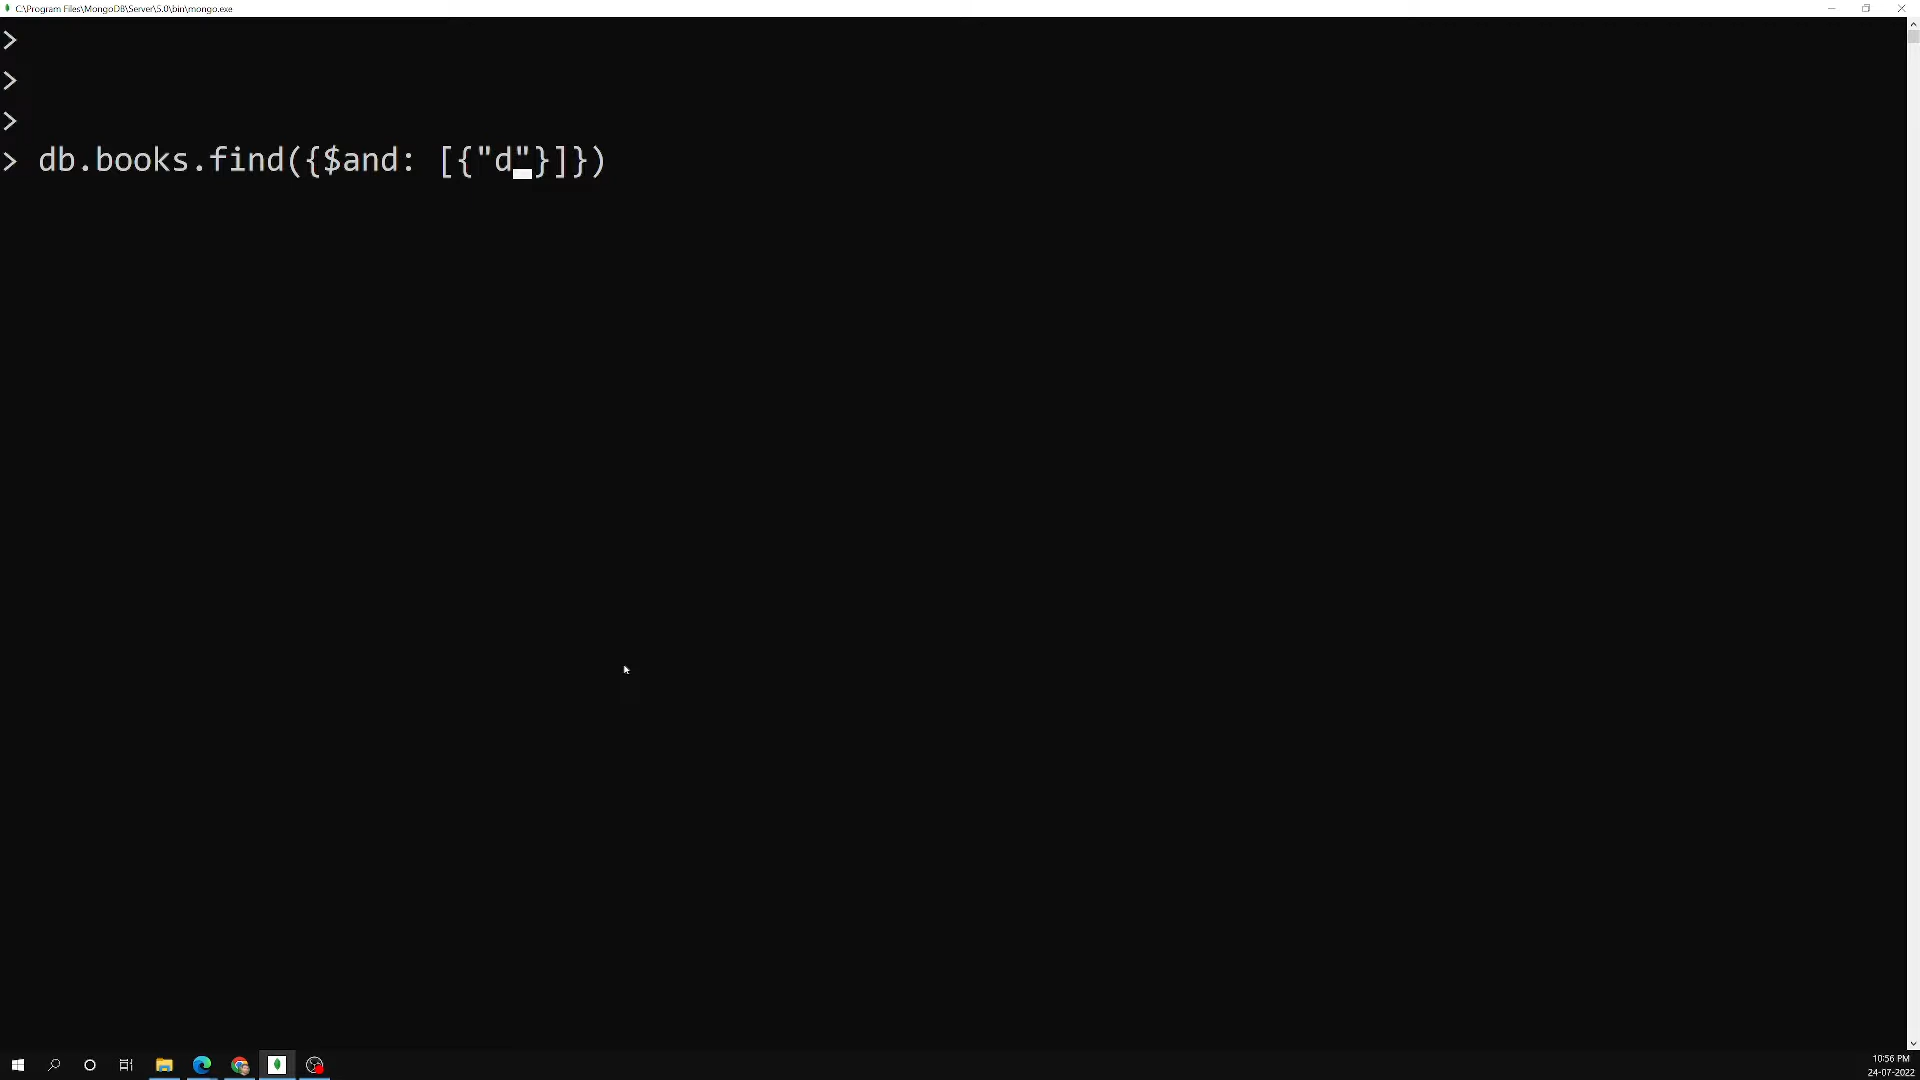 C:\Program Files\MongoDB\Server\5.0\bin\mongo.exe
>
>
>
> db.books.find({$and: [{"d"}]})
10:56 PM
24-07-2022